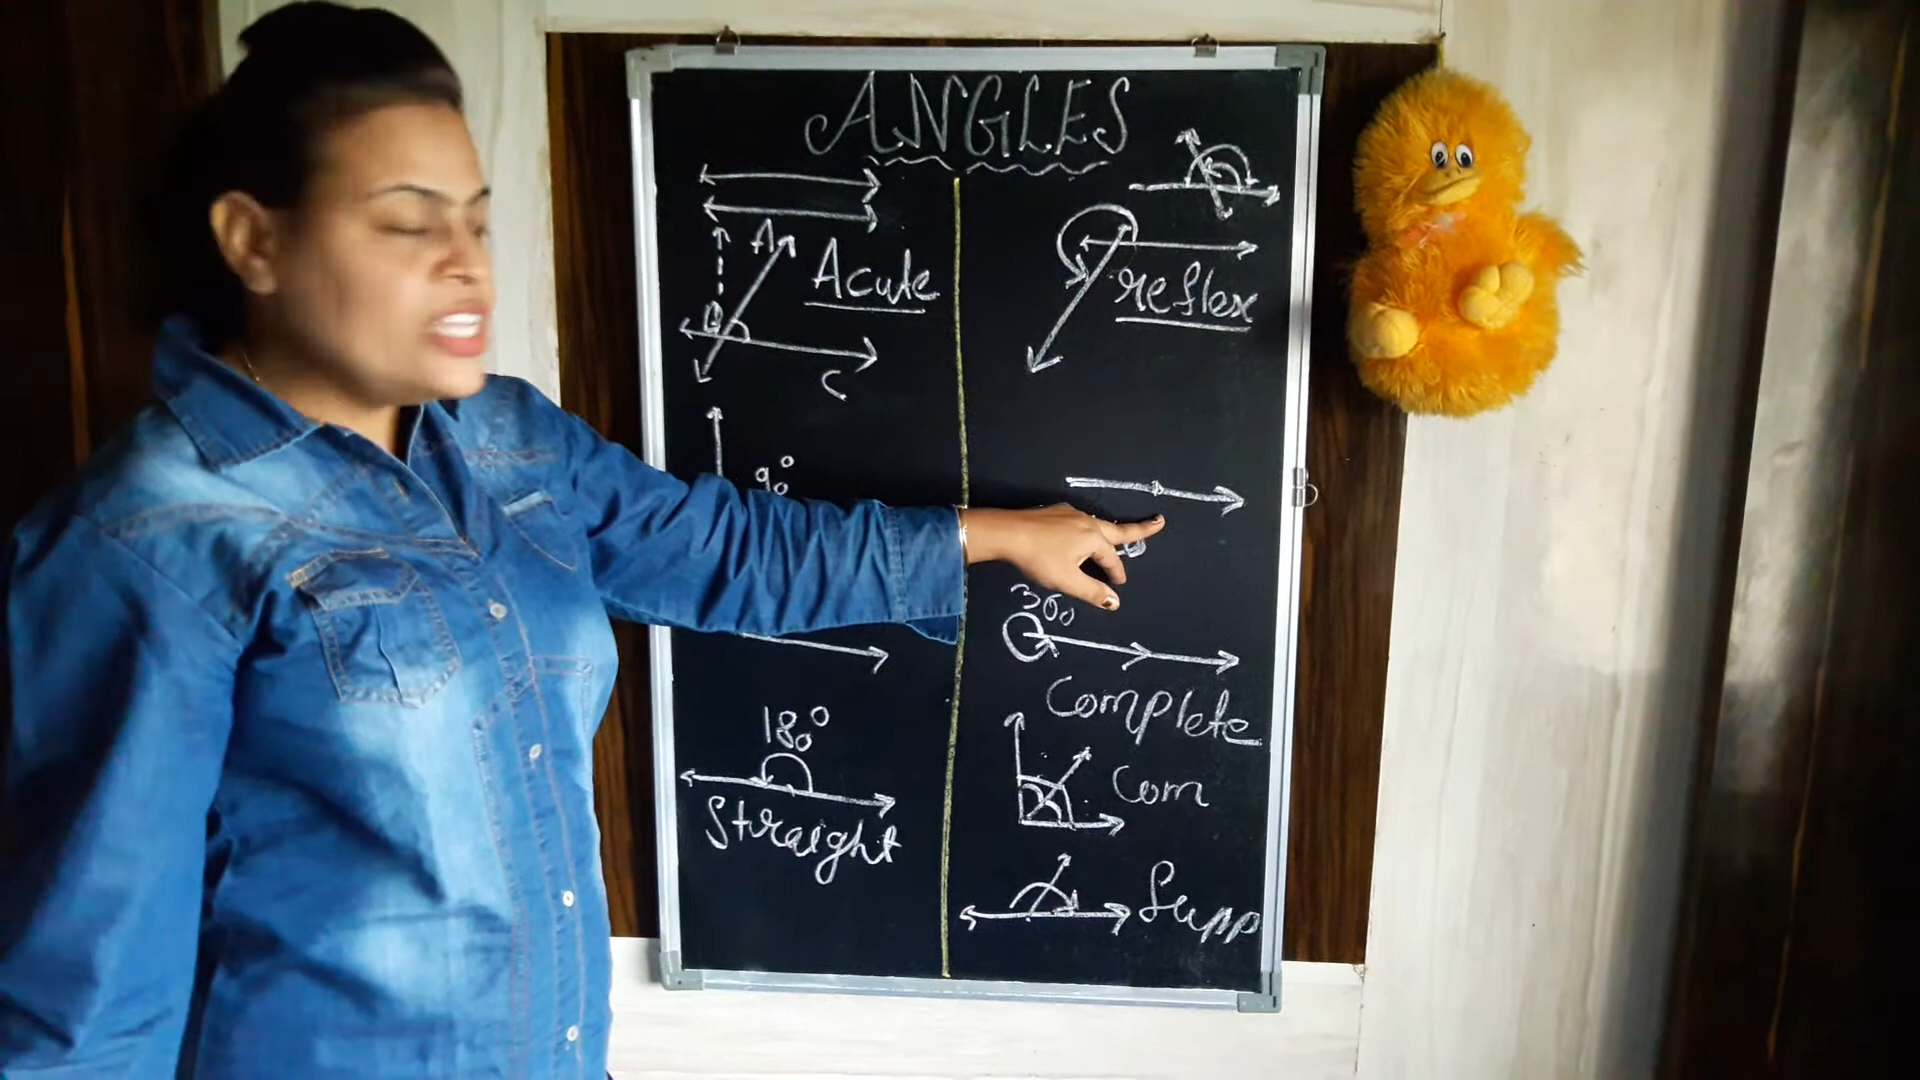 ANGLES
A
Acute
B
C
90°
180°
Straight
reflex
360
Complete
Com
Supp